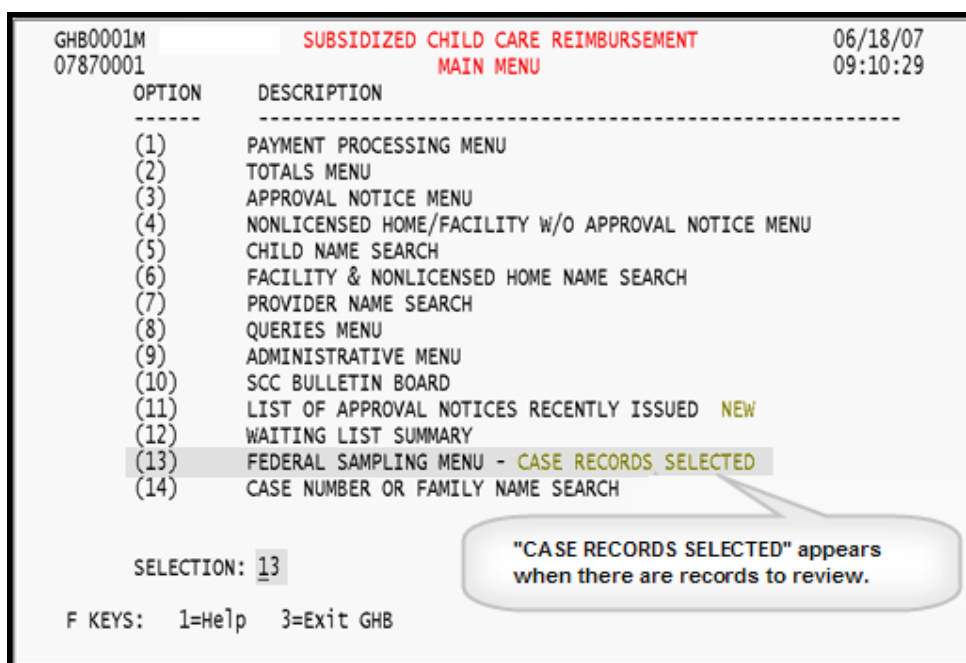 GHB0001M SUBSIDIZED CHILD CARE REIMBURSEMENT 06/18/07
07870001 MAIN MENU 09:10:29
OPTION DESCRIPTION
------ ---------------------------------------------------------
(1) PAYMENT PROCESSING MENU
(2) TOTALS MENU
(3) APPROVAL NOTICE MENU
(4) NONLICENSED HOME/FACILITY W/O APPROVAL NOTICE MENU
(5) CHILD NAME SEARCH
(6) FACILITY & NONLICENSED HOME NAME SEARCH
(7) PROVIDER NAME SEARCH
(8) QUERIES MENU
(9) ADMINISTRATIVE MENU
(10) SCC BULLETIN BOARD
(11) LIST OF APPROVAL NOTICES RECENTLY ISSUED NEW
(12) WAITING LIST SUMMARY
(13) FEDERAL SAMPLING MENU - CASE RECORDS SELECTED
(14) CASE NUMBER OR FAMILY NAME SEARCH
"CASE RECORDS SELECTED" appears
when there are records to review.
SELECTION: 13
F KEYS: 1=Help 3=Exit GHB